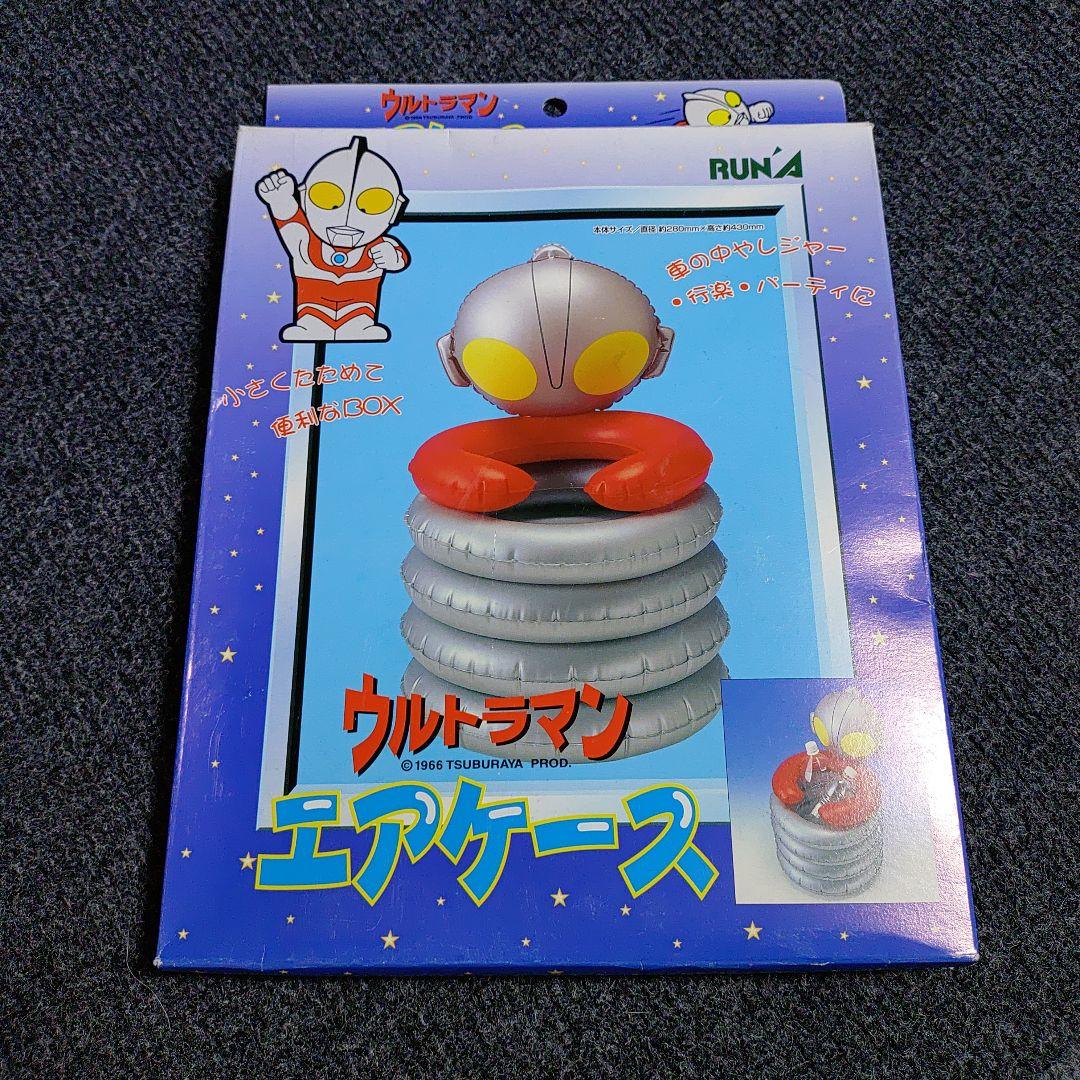 ウルトラマン
© 1966 TSUBURAYA PROD.
RUN'A
本体サイズ/直径 約280mm×高さ約430mm
車の中やレジャー
・行楽・パーティに
小さくたためて
便利なBOX
ウルトラマン
© 1966 TSUBURAYA PROD.
エアケース